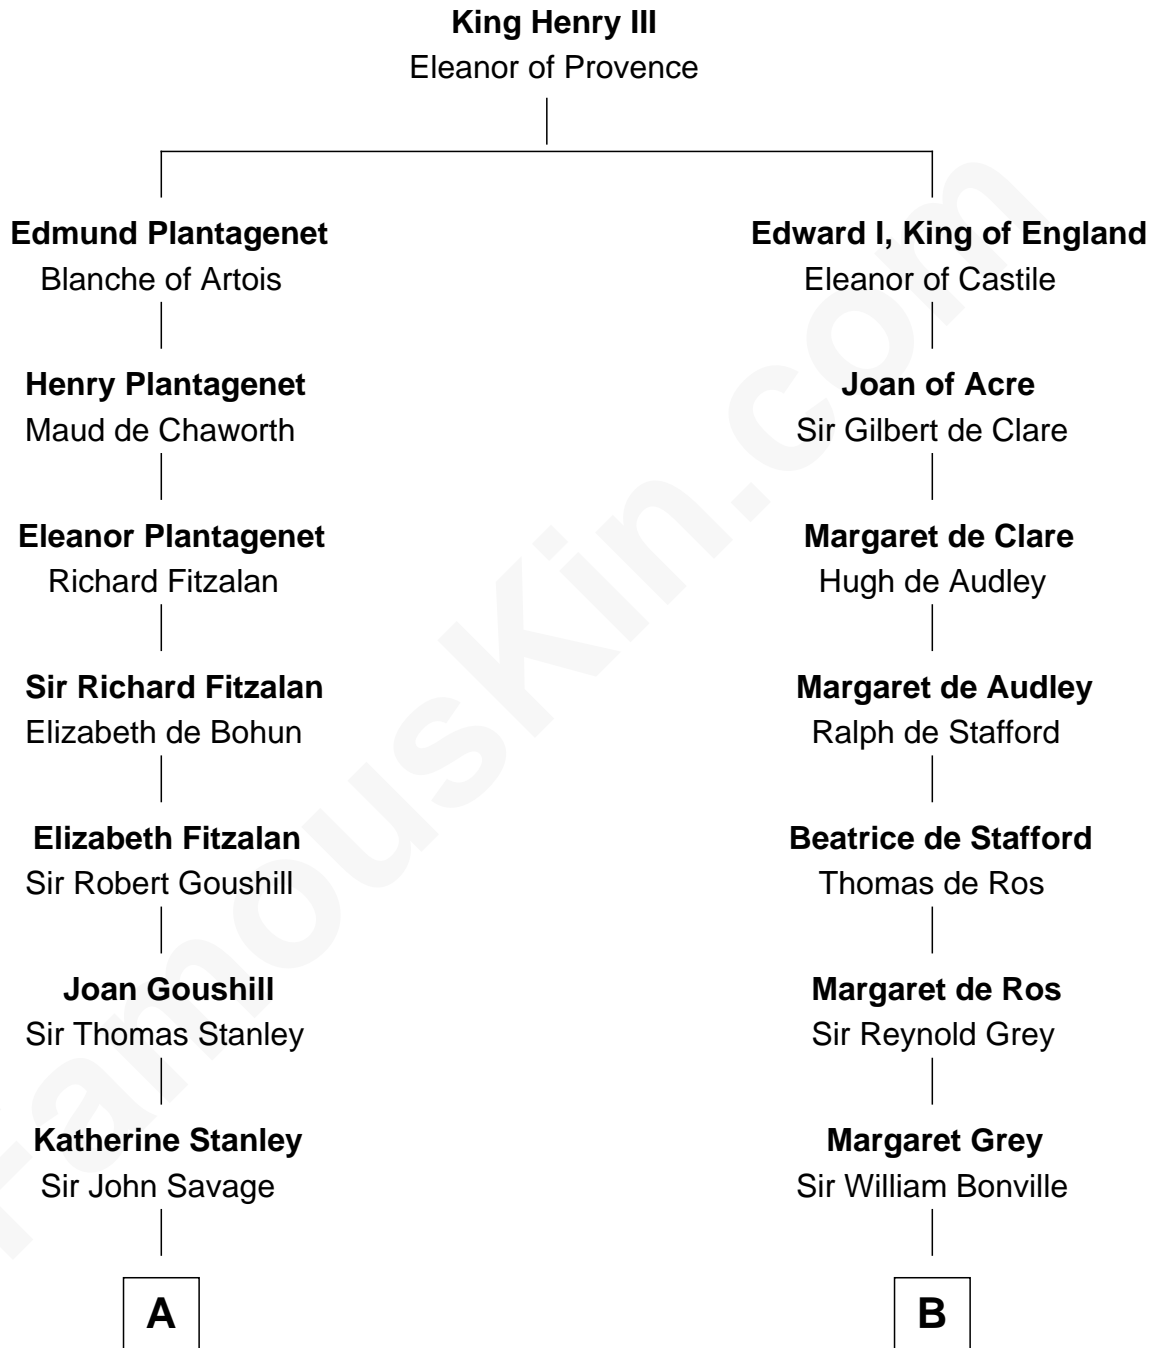 King Henry III
Eleanor of Provence
Edmund Plantagenet
Blanche of Artois
Henry Plantagenet
Maud de Chaworth
Eleanor Plantagenet
Richard Fitzalan
Sir Richard Fitzalan
Elizabeth de Bohun
Elizabeth Fitzalan
Sir Robert Goushill
Joan Goushill
Sir Thomas Stanley
Katherine Stanley
Sir John Savage
A
Edward I, King of England
Eleanor of Castile
Joan of Acre
Sir Gilbert de Clare
Margaret de Clare
Hugh de Audley
Margaret de Audley
Ralph de Stafford
Beatrice de Stafford
Thomas de Ros
Margaret de Ros
Sir Reynold Grey
Margaret Grey
Sir William Bonville
B
FamousKin.com